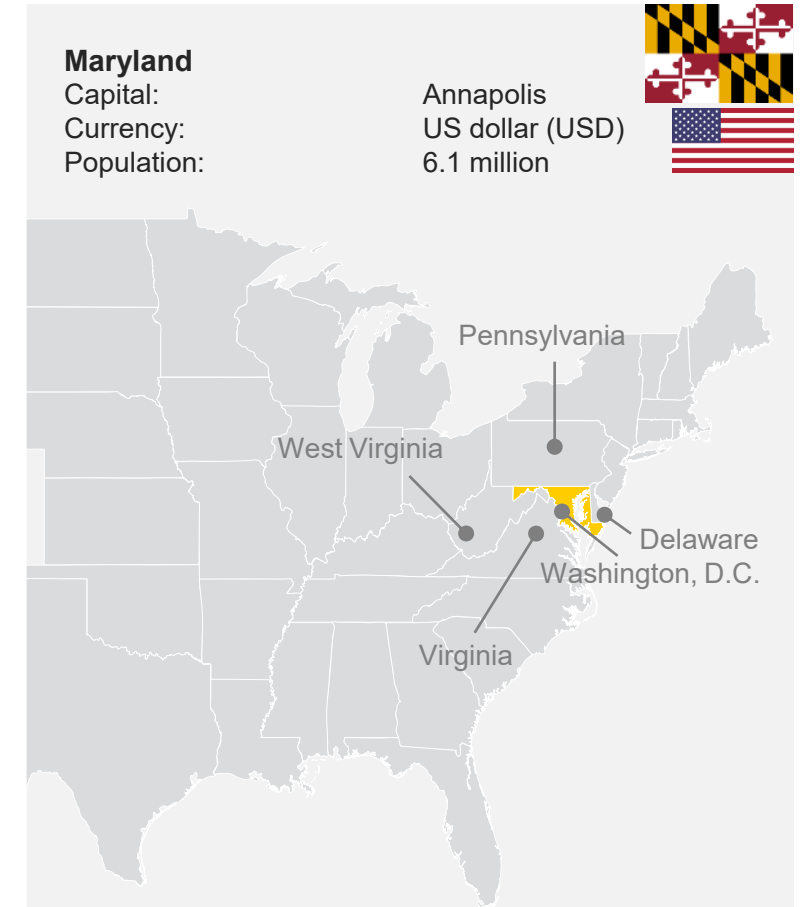 Maryland
Capital: Annapolis
Currency: US dollar (USD)
Population: 6.1 million
Pennsylvania
West Virginia
Delaware
Washington, D.C.
Virginia